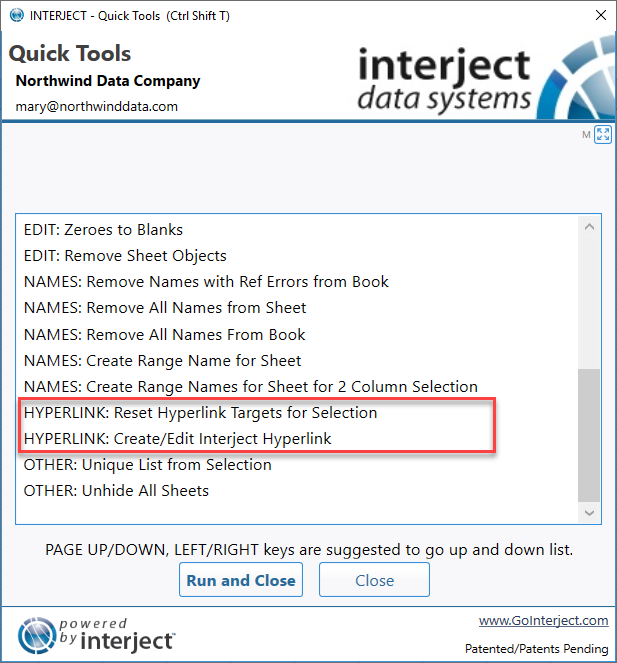 INTERJECT - Quick Tools (Ctrl Shift T)
Quick Tools
Northwind Data Company
mary@northwinddata.com
interject
data systems
M
EDIT: Zeroes to Blanks
EDIT: Remove Sheet Objects
NAMES: Remove Names with Ref Errors from Book
NAMES: Remove All Names from Sheet
NAMES: Remove All Names From Book
NAMES: Create Range Name for Sheet
NAMES: Create Range Names for Sheet for 2 Column Selection
HYPERLINK: Reset Hyperlink Targets for Selection
HYPERLINK: Create/Edit Interject Hyperlink
OTHER: Unique List from Selection
OTHER: Unhide All Sheets
PAGE UP/DOWN, LEFT/RIGHT keys are suggested to go up and down list.
Run and Close
Close
powered
by interject™
www.GoInterject.com
Patented/Patents Pending